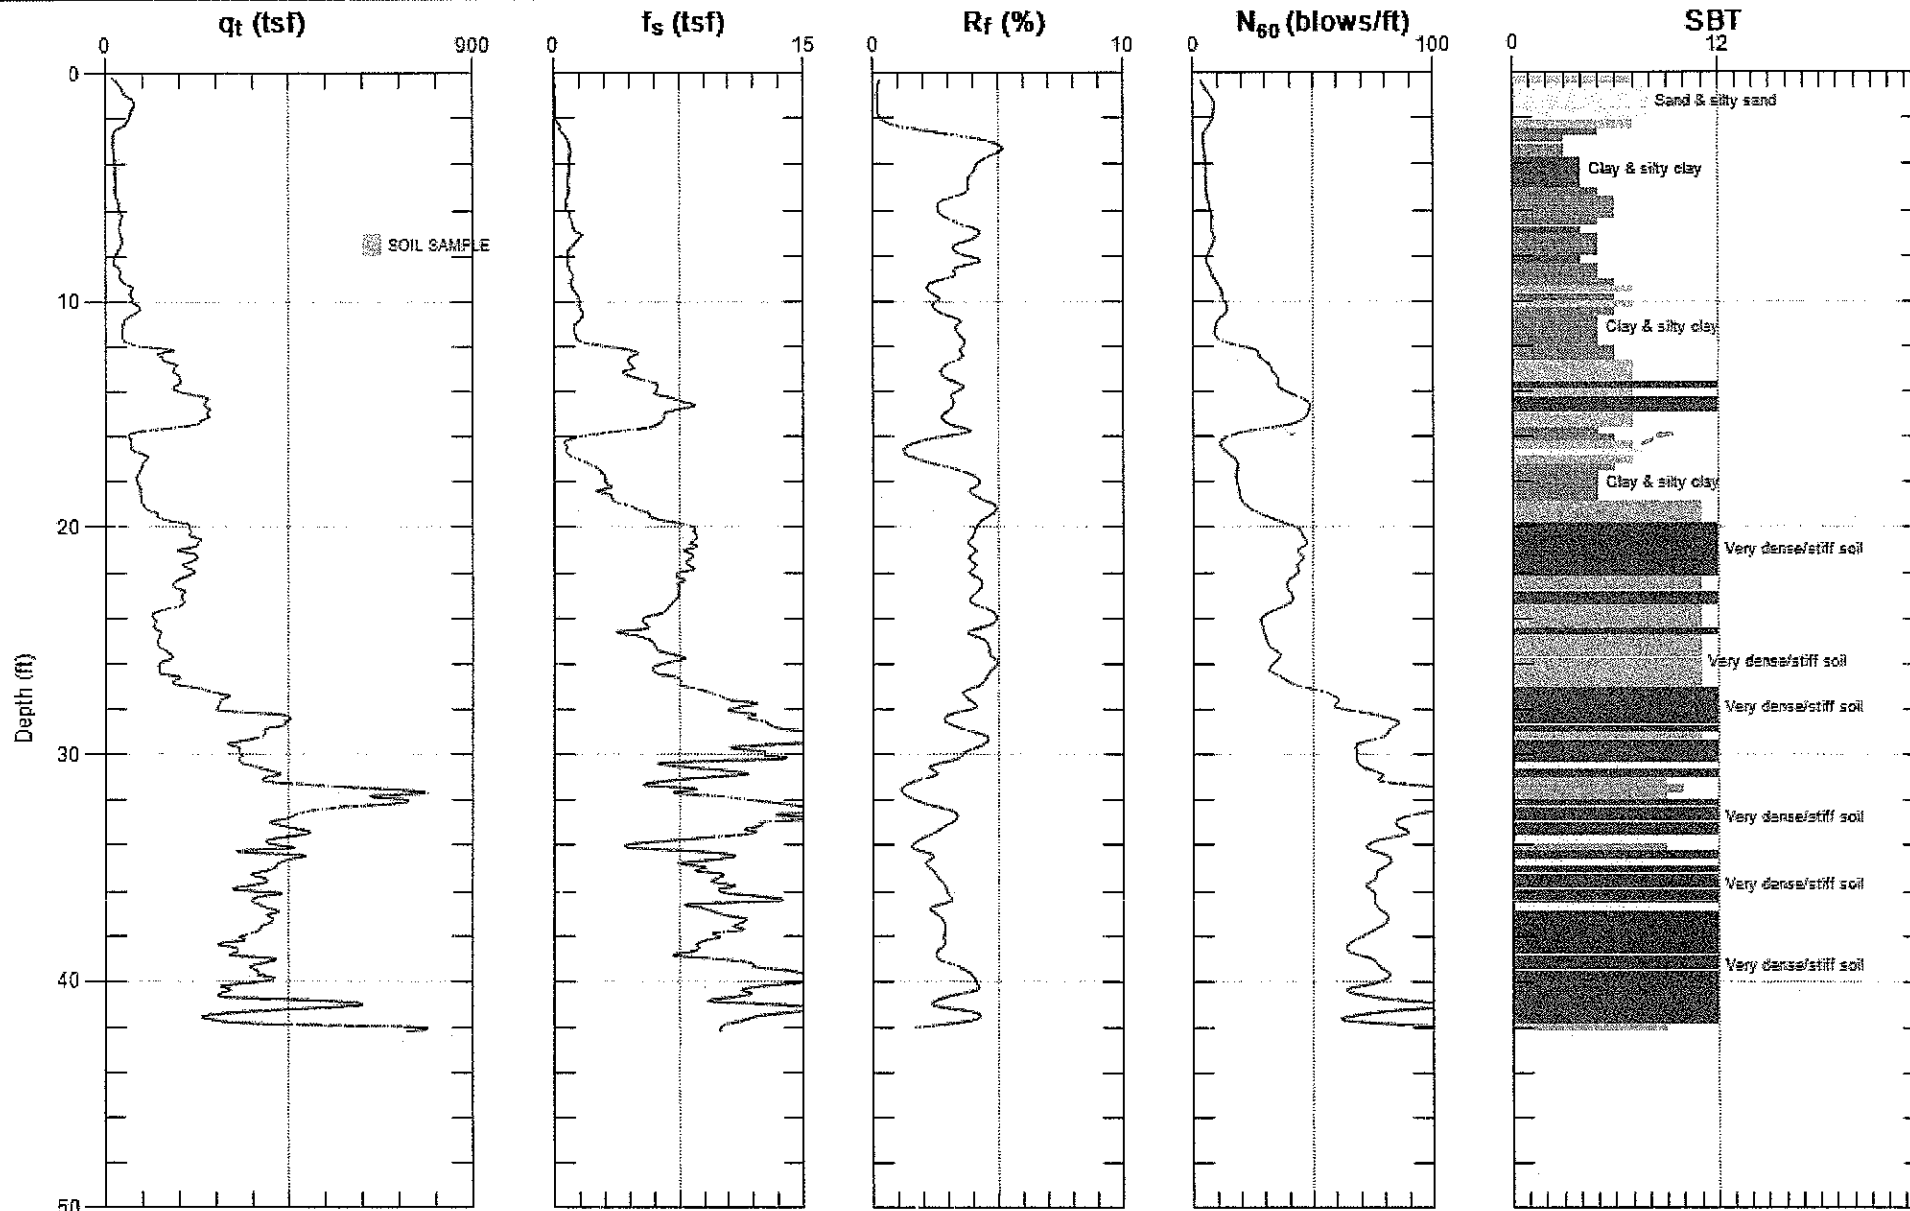 qt (tsf)
fs (tsf)
Rf (%)
N60 (blows/ft)
SBT
0 900
0 15
0 10
0 100
0 12
0
Sand & silty sand
Clay & silty clay
SOIL SAMPLE
10
Clay & silty clay
Clay & silty clay
20
Very dense/stiff soil
Very dense/stiff soil
Depth (ft)
Very dense/stiff soil
30
Very dense/stiff soil
Very dense/stiff soil
Very dense/stiff soil
40
50